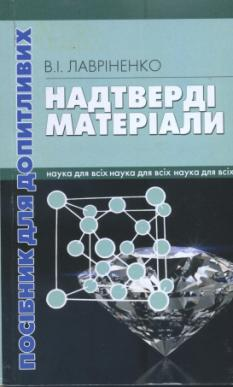 ПОСІБНИК ДЛЯ ДОПИТЛИВИХ
В.І. ЛАВРІНЕНКО
НАДТВЕРДІ
МАТЕРІАЛИ
наука для всіх наука для всіх наука для всіх